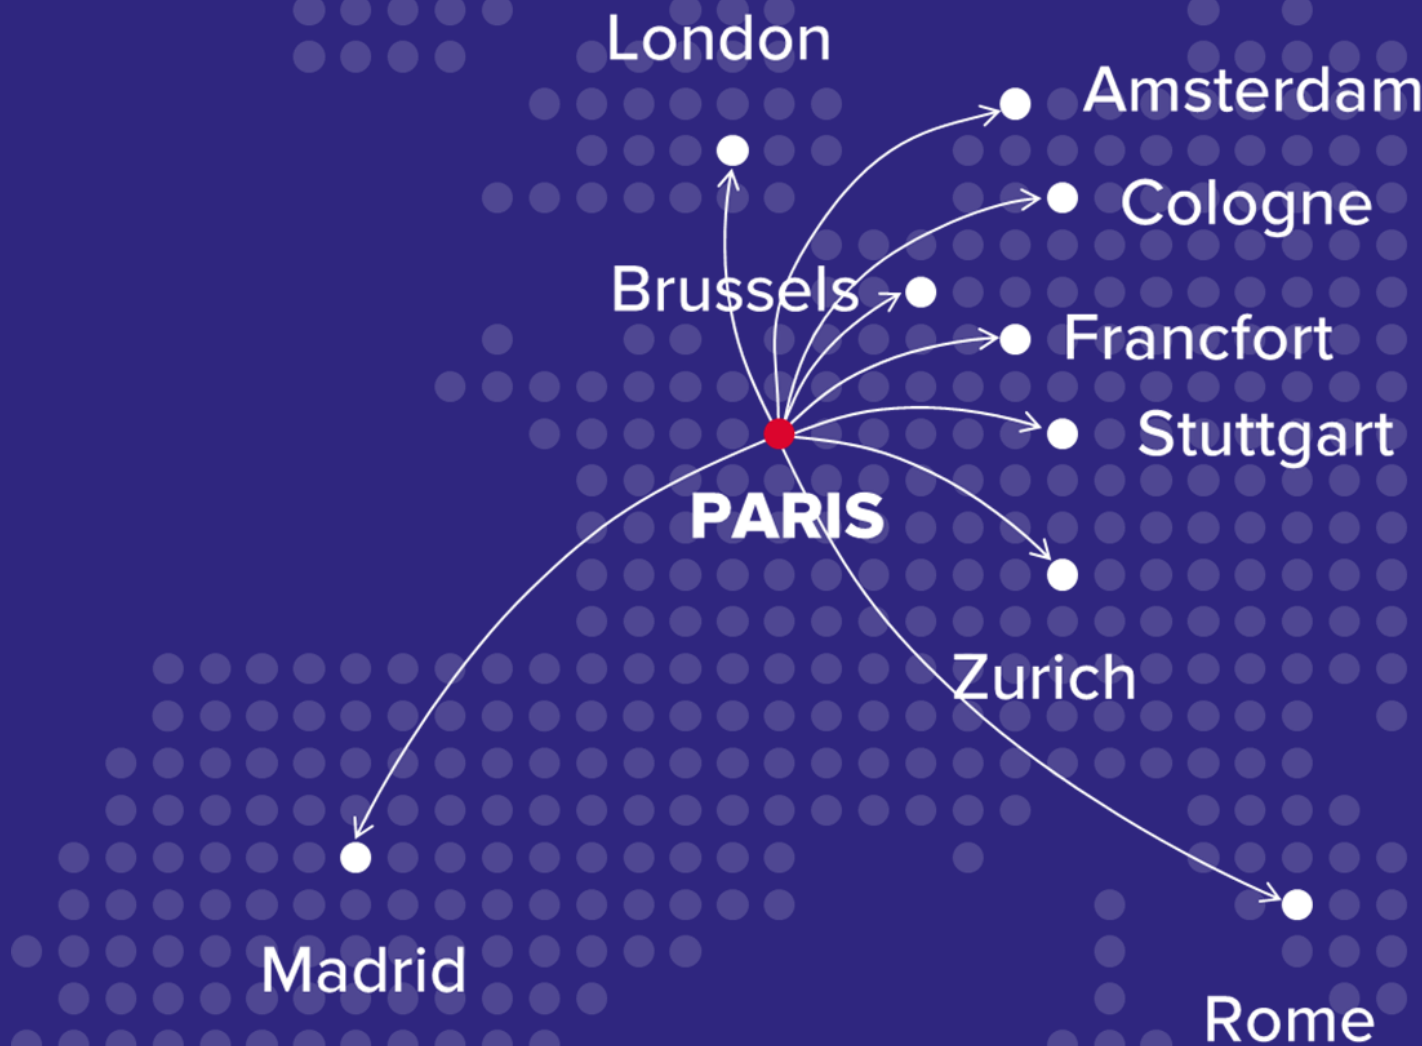 London
Amsterdam
Cologne
Brussels
Francfort
Stuttgart
PARIS
Zurich
Madrid
Rome